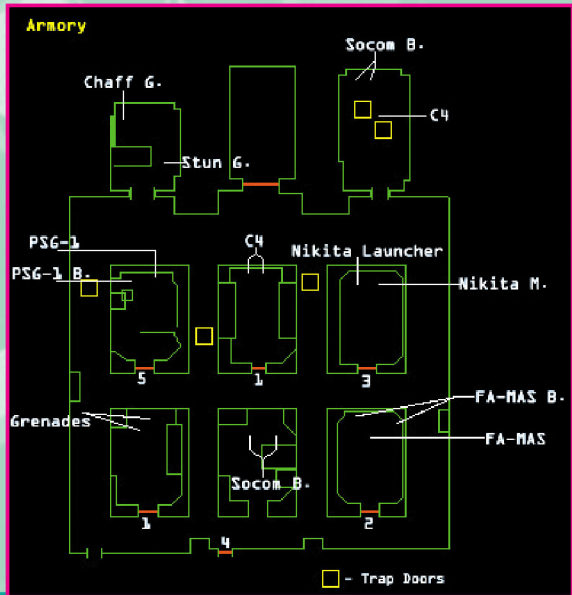 Armory
Socom B.
Chaff G.
C4
Stun G.
PSG-1
C4
Nikita Launcher
PSG-1 B.
Nikita M.
5
1
3
FA-MAS B.
Grenades
FA-MAS
Socom B.
1
2
4
- Trap Doors